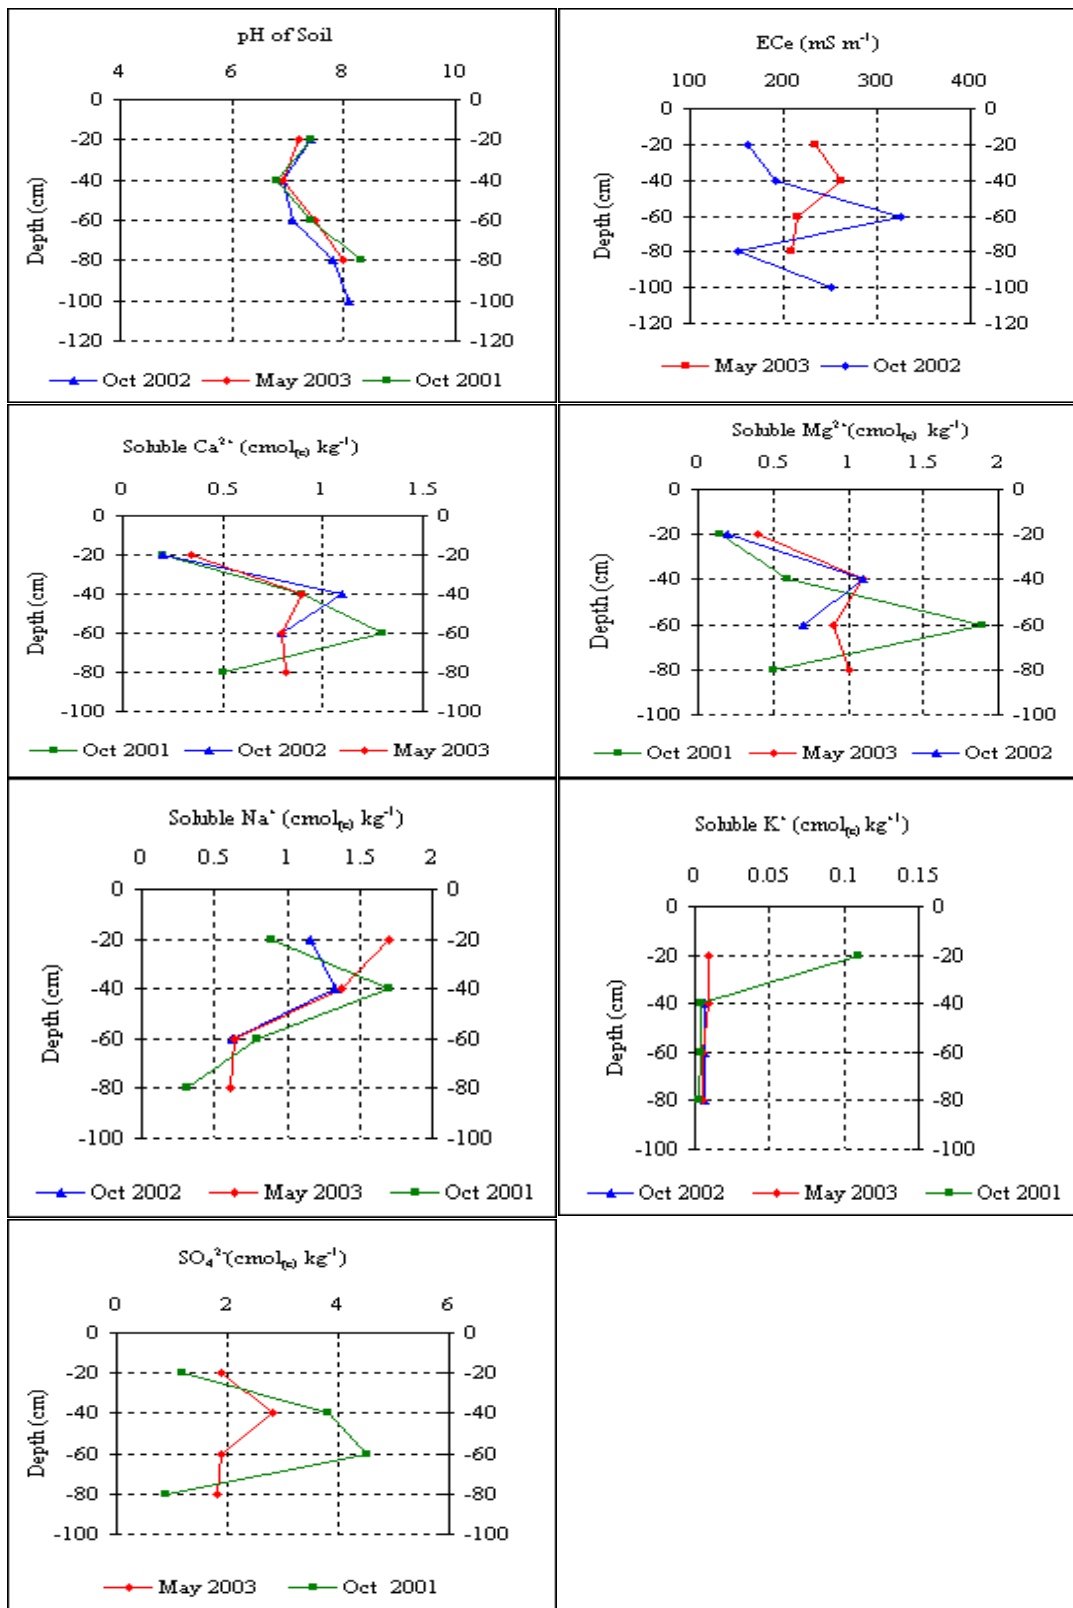 pH of Soil
4 6 8 10
0 0
-20 -20
-40 -40
-60 -60
-80 -80
-100 -100
-120 -120
Depth (cm)
Oct 2002 May 2003 Oct 2001
ECe (mS m⁻¹)
100 200 300 400
0 0
-20 -20
-40 -40
-60 -60
-80 -80
-100 -100
-120 -120
Depth (cm)
May 2003 Oct 2002
Soluble Ca²⁺ (cmol₍c₎ kg⁻¹)
0 0.5 1 1.5
0 0
-20 -20
-40 -40
-60 -60
-80 -80
-100 -100
Depth (cm)
Oct 2001 Oct 2002 May 2003
Soluble Mg²⁺(cmol₍c₎ kg⁻¹)
0 0.5 1 1.5 2
0 0
-20 -20
-40 -40
-60 -60
-80 -80
-100 -100
Depth (cm)
Oct 2001 May 2003 Oct 2002
Soluble Na⁺ (cmol₍c₎ kg⁻¹)
0 0.5 1 1.5 2
0 0
-20 -20
-40 -40
-60 -60
-80 -80
-100 -100
Depth (cm)
Oct 2002 May 2003 Oct 2001
Soluble K⁺ (cmol₍c₎ kg⁻¹)
0 0.05 0.1 0.15
0 0
-20 -20
-40 -40
-60 -60
-80 -80
-100 -100
Depth (cm)
Oct 2002 May 2003 Oct 2001
SO₄²⁻(cmol₍c₎ kg⁻¹)
0 2 4 6
0 0
-20 -20
-40 -40
-60 -60
-80 -80
-100 -100
Depth (cm)
May 2003 Oct 2001